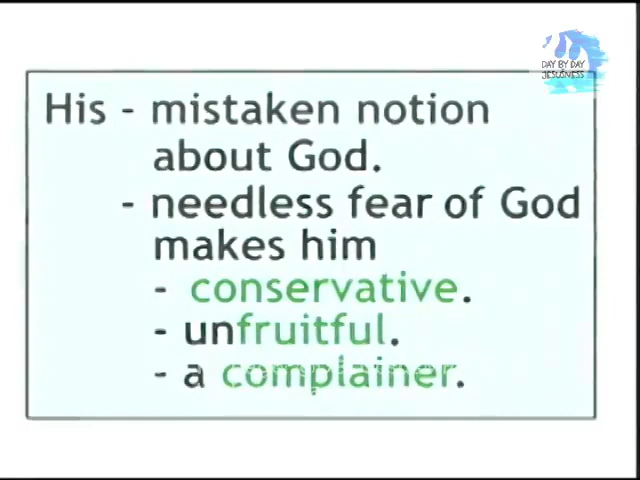 DAY BY DAY
JESUSNESS
His - mistaken notion
about God.
- needless fear of God
makes him
- conservative.
- unfruitful.
- a complainer.